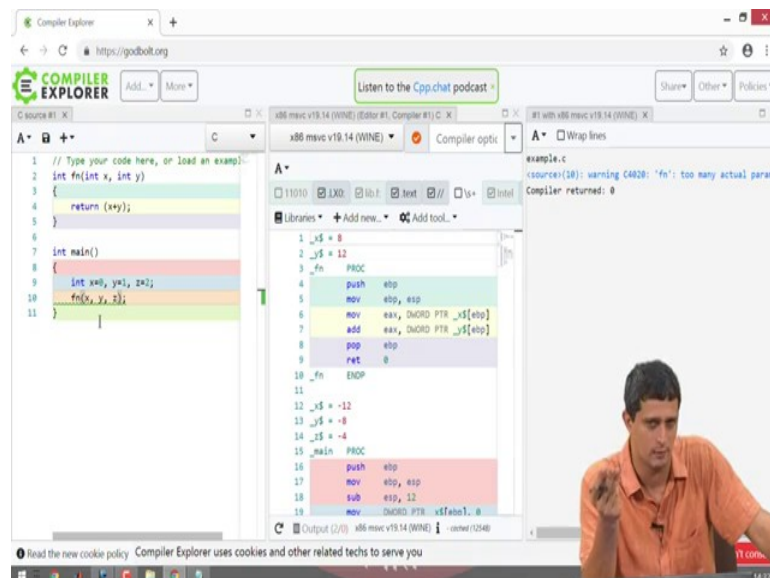 Compiler Explorer
https://godbolt.org
COMPILER
EXPLORER
Add...
More
Listen to the Cpp.chat podcast
Share
Other
Policies
C source #1 X
x86 msvc v19.14 (WINE) (Editor #1, Compiler #1) C X
#1 with x86 msvc v19.14 (WINE) X
A
C
x86 msvc v19.14 (WINE)
Compiler optic
A
Wrap lines
1 // Type your code here, or load an exampl
2 int fn(int x, int y)
3 {
4 return (x+y);
5 }
6
7 int main()
8 {
9 int x=0, y=1, z=2;
10 fn(x, y, z);
11 }
A
11010 .LX0: lib.f: .text // \s+ Intel
Libraries + Add new... Add tool...
1 _x$ = 8
2 _y$ = 12
3 _fn PROC
4 push ebp
5 mov ebp, esp
6 mov eax, DWORD PTR _x$[ebp]
7 add eax, DWORD PTR _y$[ebp]
8 pop ebp
9 ret 0
10 _fn ENDP
11
12 _x$ = -12
13 _y$ = -8
14 _z$ = -4
15 _main PROC
16 push ebp
17 mov ebp, esp
18 sub esp, 12
19 mov DWORD PTR _x$[ebp], 0
example.c
<source>(10): warning C4020: 'fn': too many actual para
Compiler returned: 0
Output (2/0) x86 msvc v19.14 (WINE) i - cached (12548)
Read the new cookie policy Compiler Explorer uses cookies and other related techs to serve you